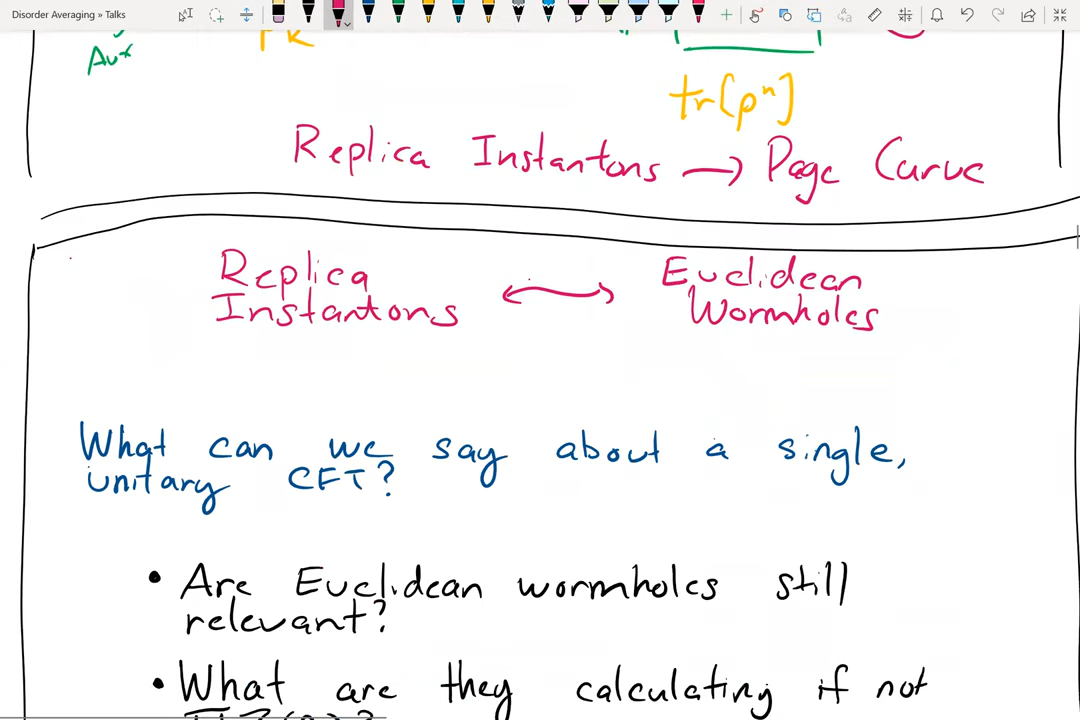 Disorder Averaging » Talks
Aux
tr[ρⁿ]
Replica Instantons → Page Curve
Replica Instantons ↔ Euclidean Wormholes
What can we say about a single,
unitary CFT?
• Are Euclidean wormholes still
relevant?
• What are they calculating if not